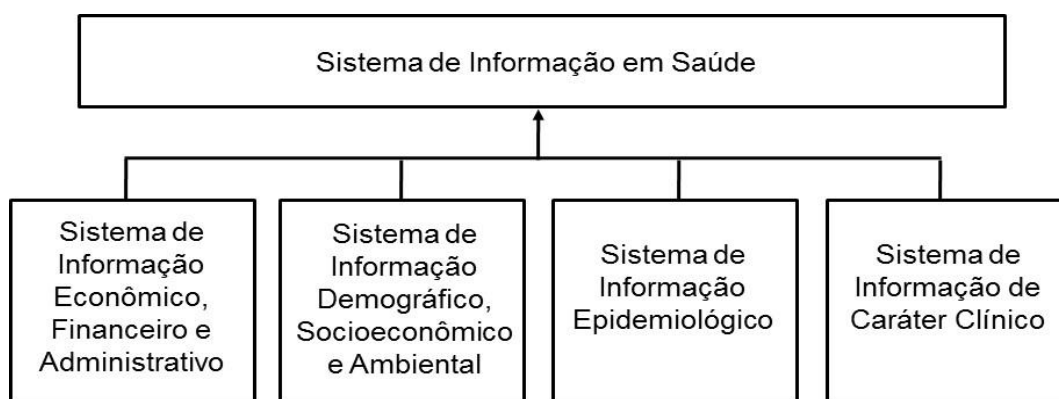 Sistema de Informação em Saúde
Sistema de
Informação
Econômico,
Financeiro e
Administrativo
Sistema de
Informação
Demográfico,
Socioeconômico
e Ambiental
Sistema de
Informação
Epidemiológico
Sistema de
Informação de
Caráter Clínico